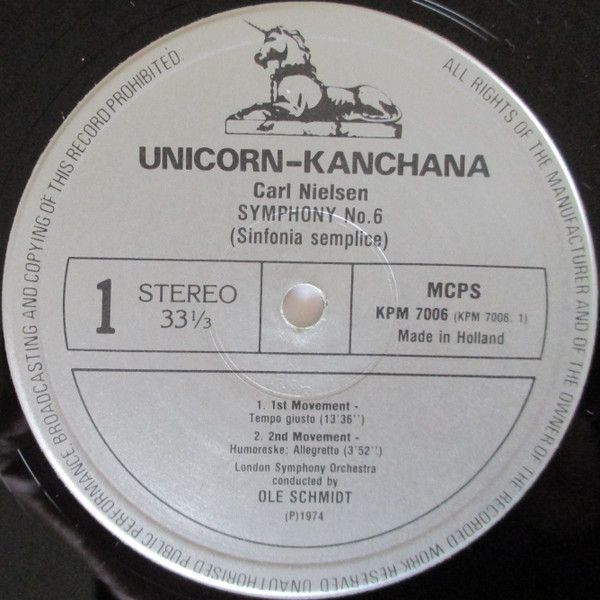 ALL RIGHTS OF THE MANUFACTURER AND OF THE OWNER OF THE RECORDED WORK RESERVED UNAUTHORISED PUBLIC PERFORMANCE BROADCASTING AND COPYING OF THIS RECORD PROHIBITED.
UNICORN–KANCHANA
Carl Nielsen
SYMPHONY No.6
(Sinfonia semplice)
1 STEREO
33⅓
MCPS
KPM 7006 (KPM 7006. 1)
Made in Holland
1. 1st Movement -
Tempo giusto (13'36'')
2. 2nd Movement -
Humoreske: Allegretto (3'52'')
London Symphony Orchestra
conducted by
OLE SCHMIDT
(P)1974